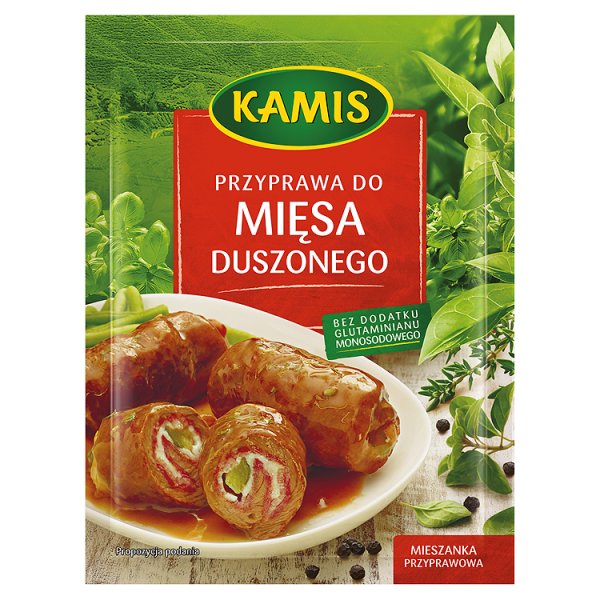 KAMIS
PRZYPRAWA DO
MIĘSA
DUSZONEGO
BEZ DODATKU
GLUTAMINIANU
MONOSODOWEGO
Propozycja podania
MIESZANKA
PRZYPRAWOWA